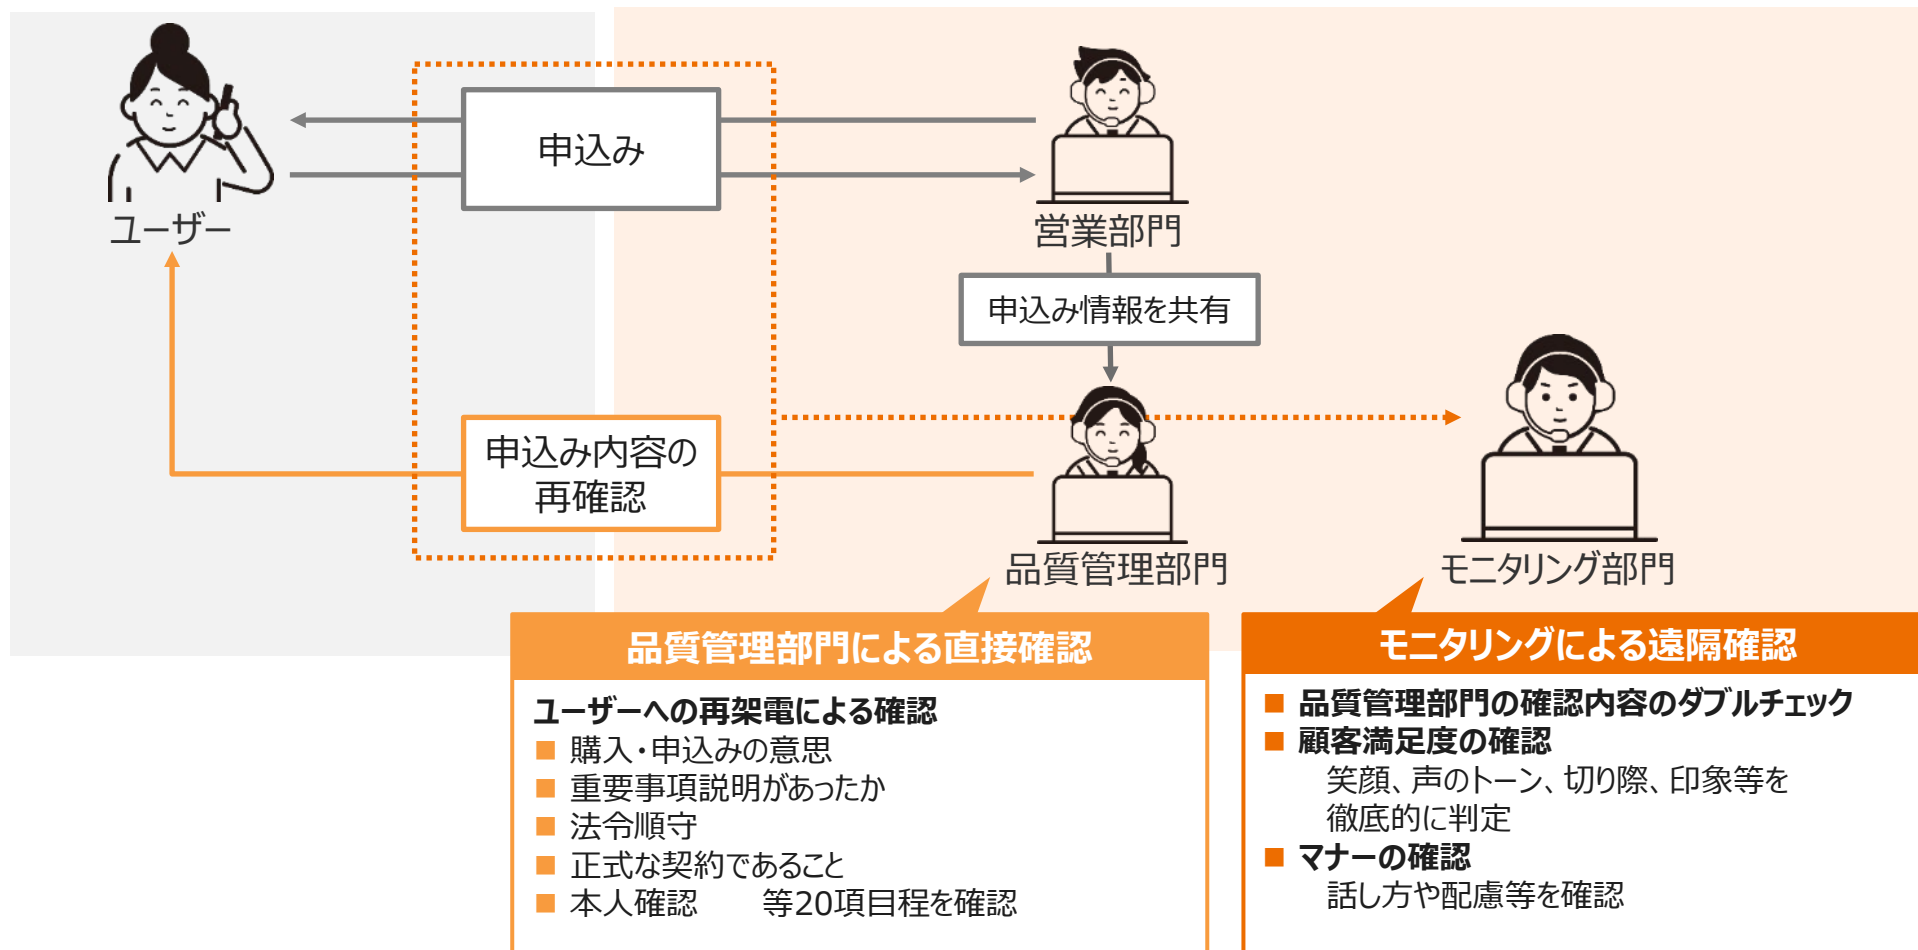 申込み
ユーザー
営業部門
申込み情報を共有
申込み内容の
再確認
品質管理部門
モニタリング部門
品質管理部門による直接確認
ユーザーへの再架電による確認
■ 購入・申込みの意思
■ 重要事項説明があったか
■ 法令順守
■ 正式な契約であること
■ 本人確認　　等20項目程を確認
モニタリングによる遠隔確認
■ 品質管理部門の確認内容のダブルチェック
■ 顧客満足度の確認
笑顔、声のトーン、切り際、印象等を
徹底的に判定
■ マナーの確認
話し方や配慮等を確認